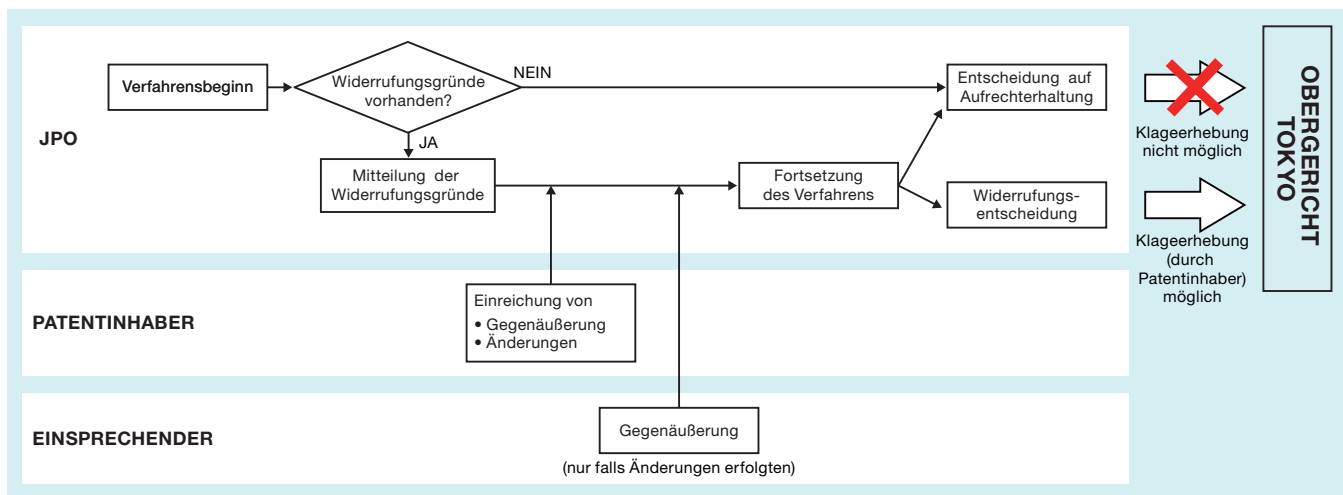 JPO
Verfahrensbeginn
Widerrufungsgründe
vorhanden?
NEIN
JA
Entscheidung auf
Aufrechterhaltung
Mitteilung der
Widerrufungsgründe
Fortsetzung
des Verfahrens
Widerrufungs-
entscheidung
Klageerhebung
nicht möglich
Klageerhebung
(durch
Patentinhaber)
möglich
OBERGERICHT
TOKYO
PATENTINHABER
Einreichung von
• Gegenäußerung
• Änderungen
EINSPRECHENDER
Gegenäußerung
(nur falls Änderungen erfolgten)